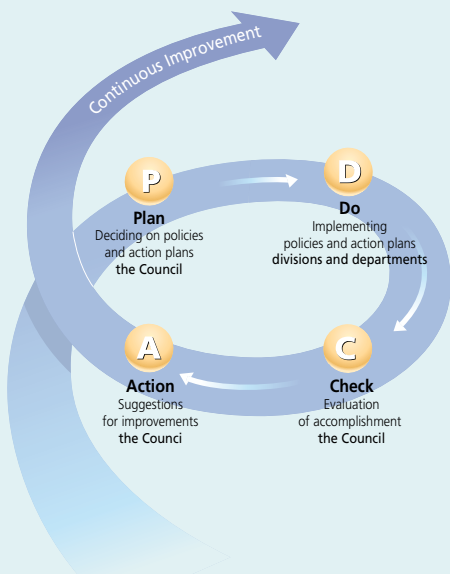 Continuous Improvement
P
Plan
Deciding on policies
and action plans
the Council
D
Do
Implementing
policies and action plans
divisions and departments
A
Action
Suggestions
for improvements
the Counci
C
Check
Evaluation
of accomplishment
the Council